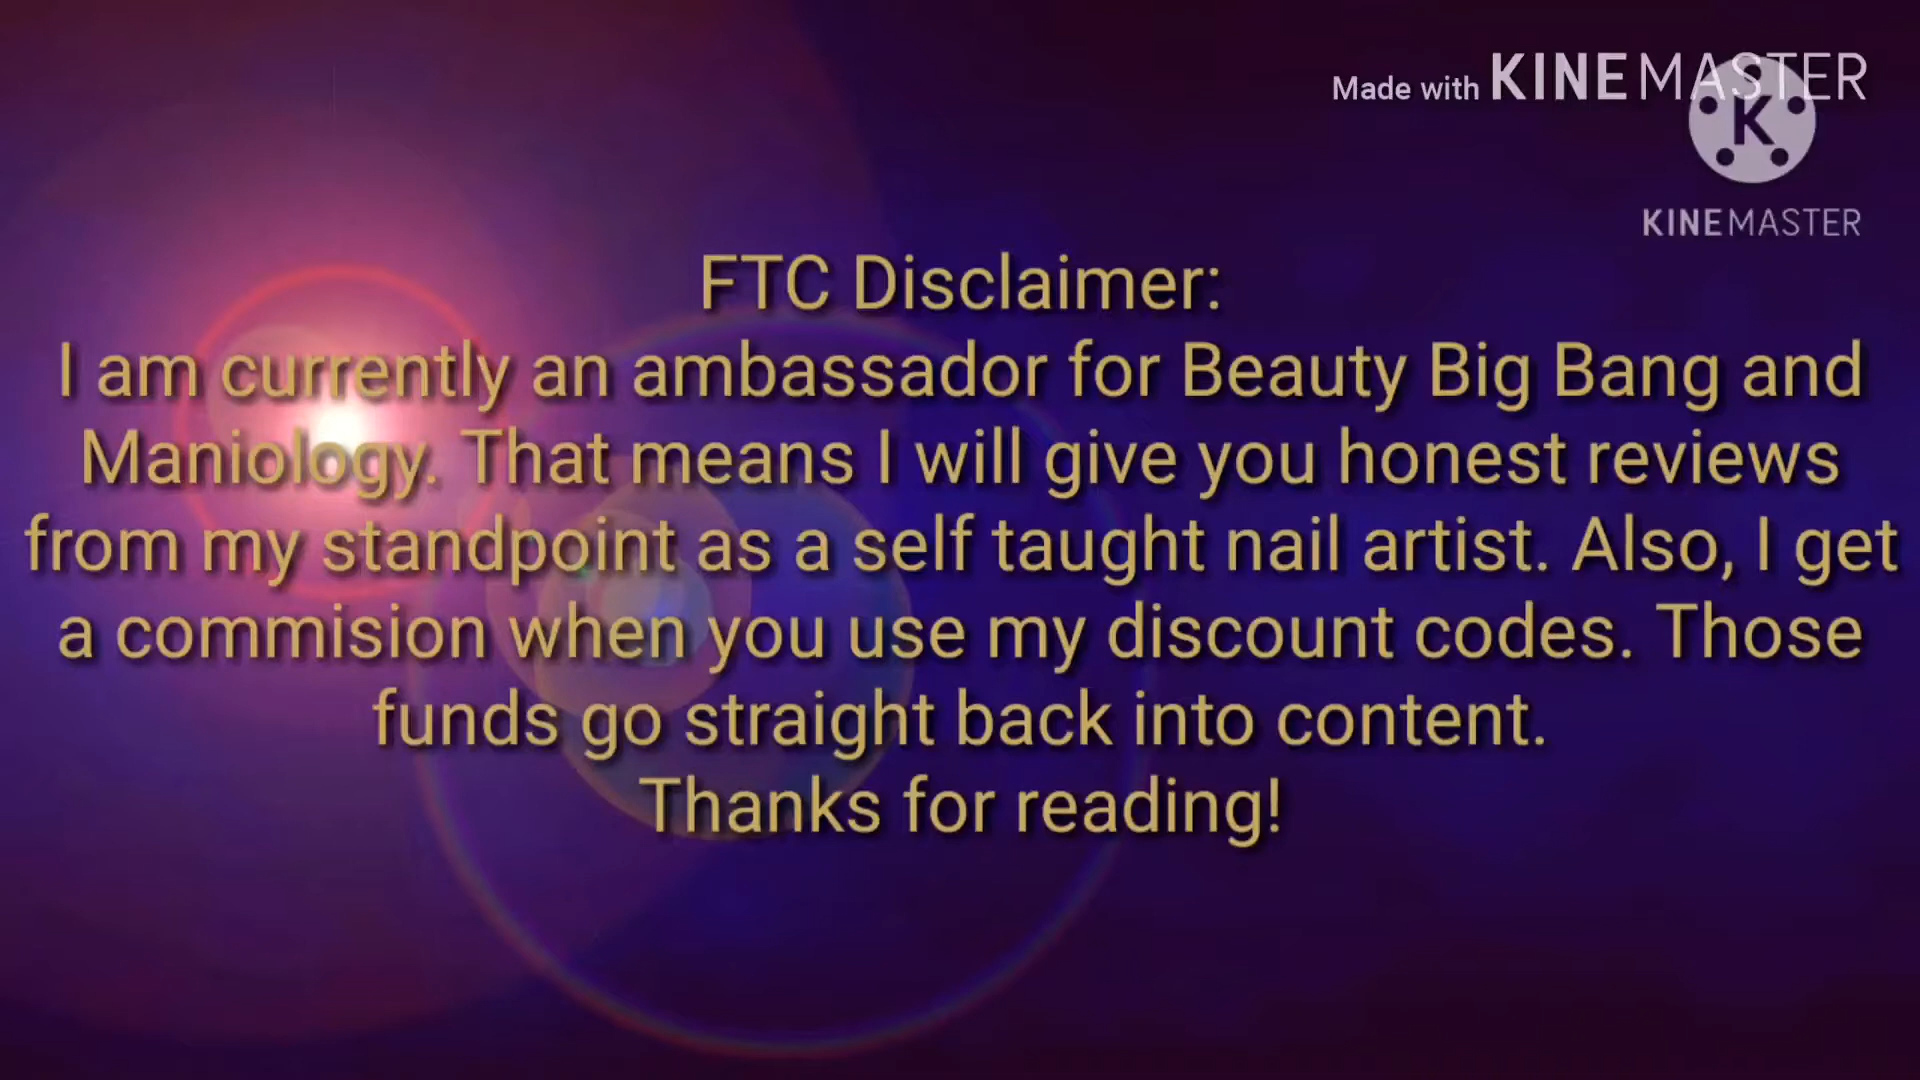 Made with KINEMASTER
K
KINEMASTER
FTC Disclaimer:
I am currently an ambassador for Beauty Big Bang and
Maniology. That means I will give you honest reviews
from my standpoint as a self taught nail artist. Also, I get
a commision when you use my discount codes. Those
funds go straight back into content.
Thanks for reading!